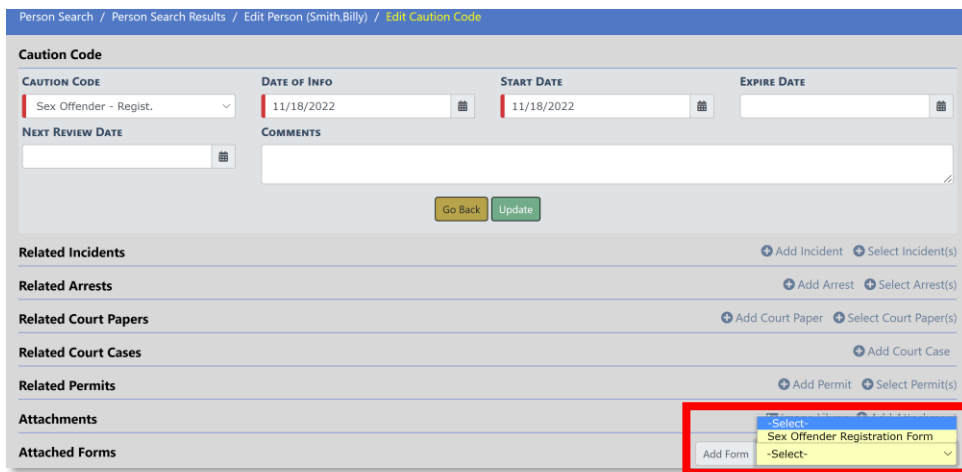 Person Search / Person Search Results / Edit Person (Smith,Billy) / Edit Caution Code
Caution Code
CAUTION CODE DATE OF INFO START DATE EXPIRE DATE
Sex Offender - Regist. 11/18/2022 11/18/2022
NEXT REVIEW DATE COMMENTS
Go Back Update
Related Incidents Add Incident Select Incident(s)
Related Arrests Add Arrest Select Arrest(s)
Related Court Papers Add Court Paper Select Court Paper(s)
Related Court Cases Add Court Case
Related Permits Add Permit Select Permit(s)
Attachments
-Select-
Sex Offender Registration Form
Attached Forms Add Form -Select-